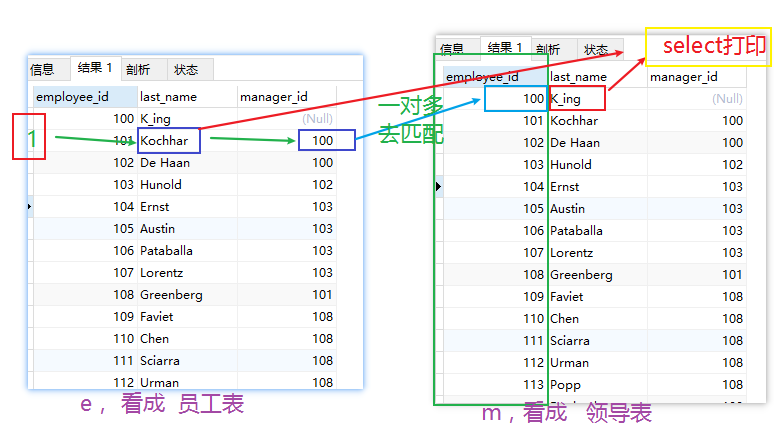 信息 结果 1 剖析 状态
employee_id last_name manager_id
100 K_ing (Null)
101 Kochhar 100
102 De Haan 100
103 Hunold 102
104 Ernst 103
105 Austin 103
106 Pataballa 103
107 Lorentz 103
108 Greenberg 101
109 Faviet 108
110 Chen 108
111 Sciarra 108
112 Urman 108
1
e， 看成 员工表
一对多
去匹配
select打印
信息 结果 1 剖析 状态
employee_id last_name manager_id
100 K_ing (Null)
101 Kochhar 100
102 De Haan 100
103 Hunold 102
104 Ernst 103
105 Austin 103
106 Pataballa 103
107 Lorentz 103
108 Greenberg 101
109 Faviet 108
110 Chen 108
111 Sciarra 108
112 Urman 108
113 Popp 108
m，看成 领导表